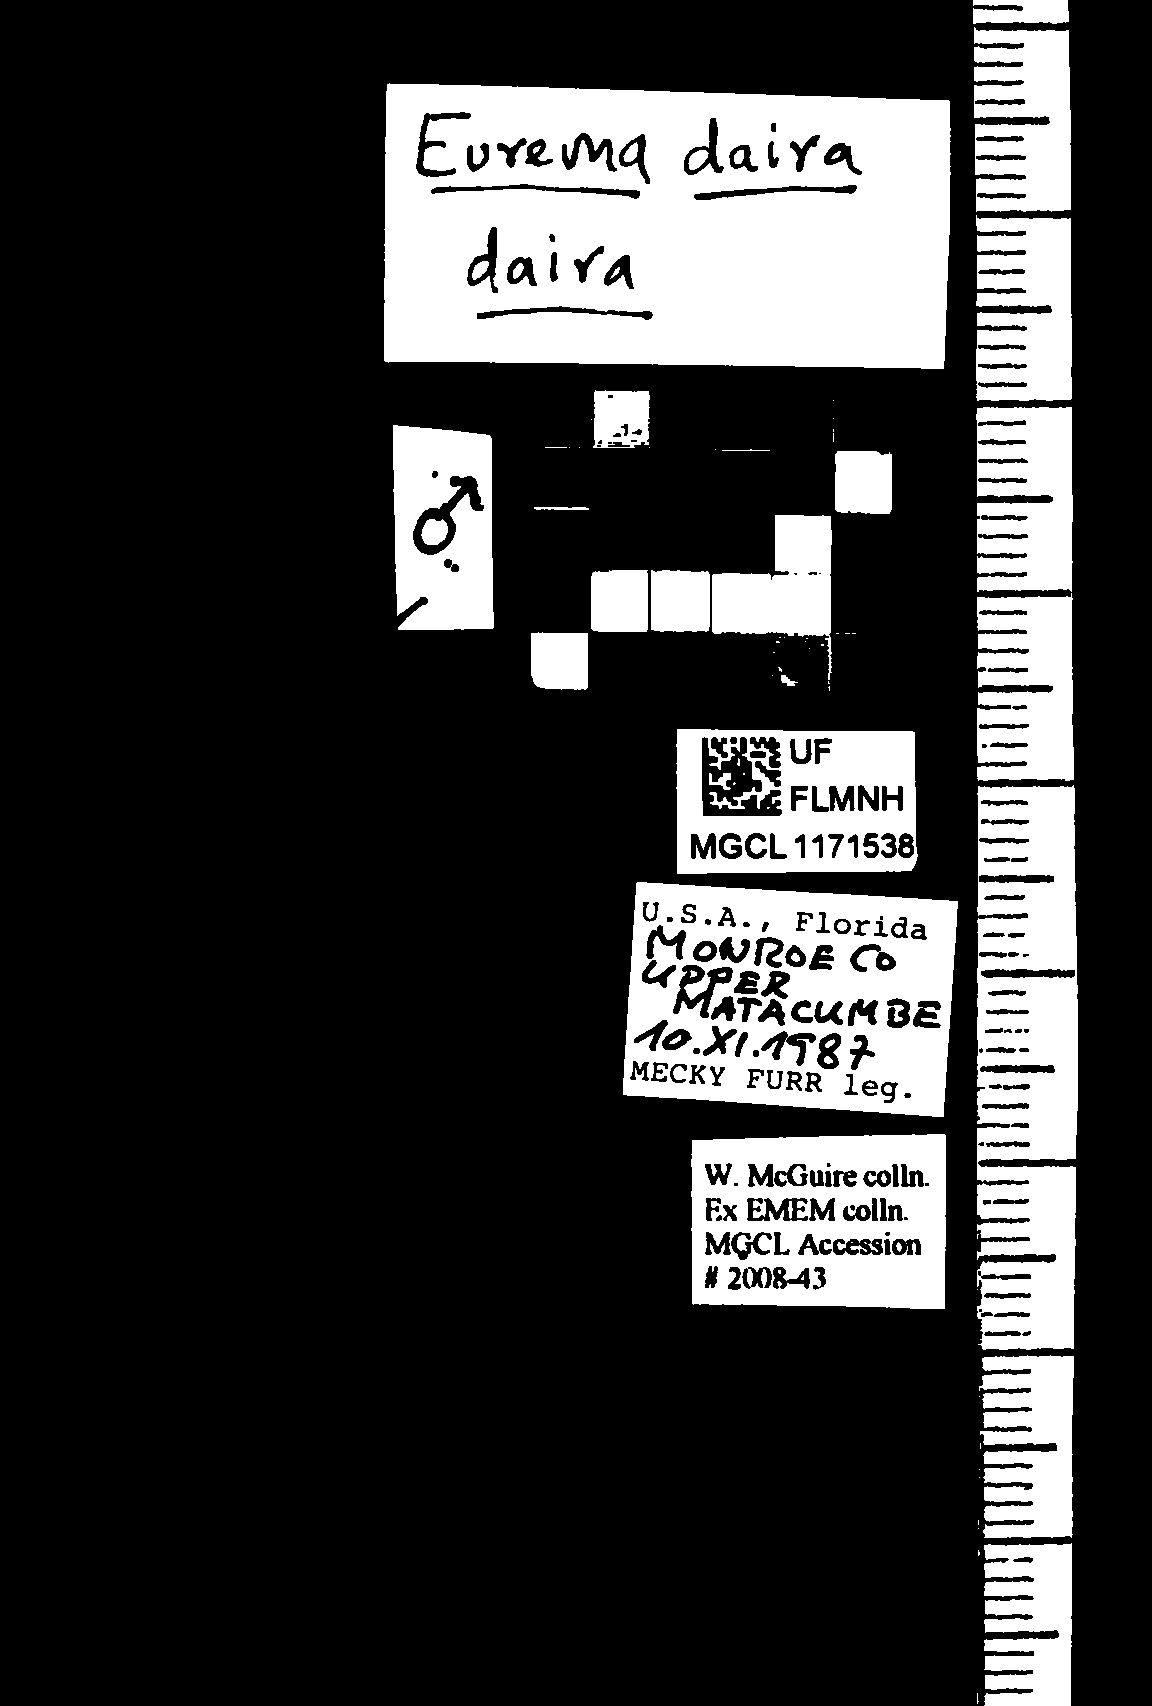 Eurema daira
daira
♂
UF
FLMNH
MGCL 1171538
U.S.A., Florida
MONROE CO
UPPER
MATACUMBE
10.XI.1987
MECKY FURR leg.
W. McGuire colln.
Ex EMEM colln.
MGCL Accession
# 2008-43